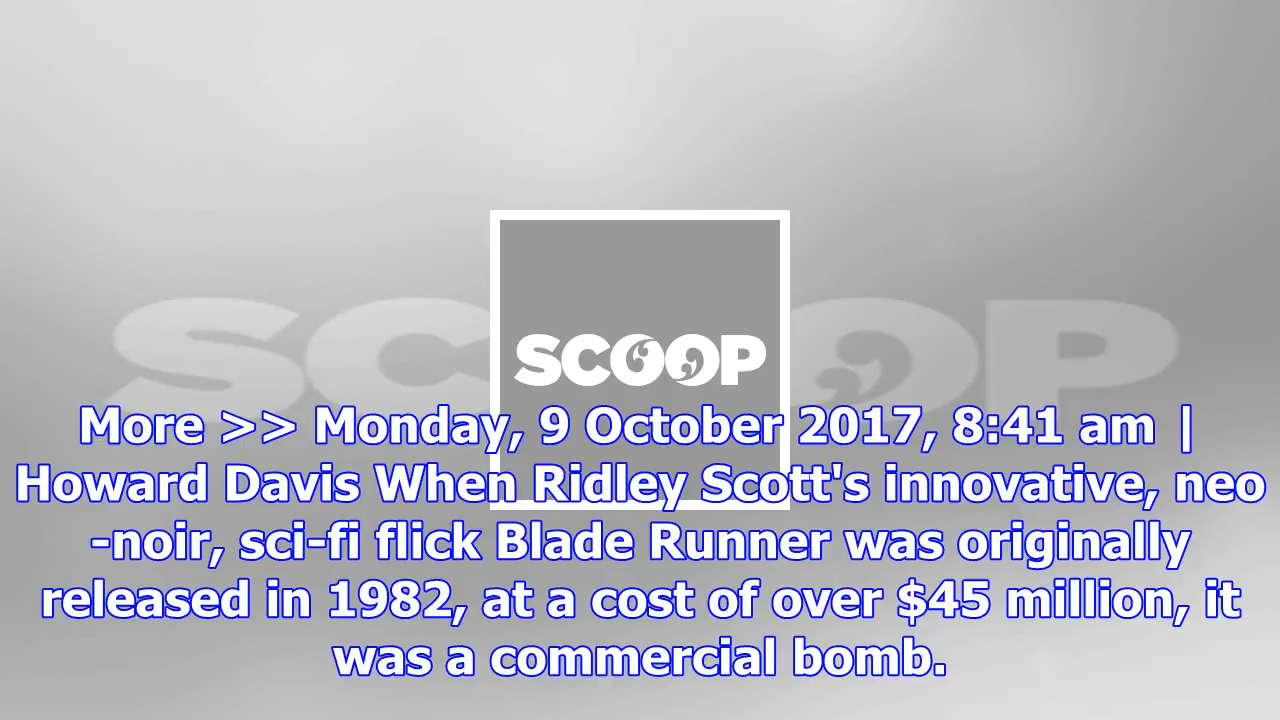 SCOOP
SCOOP
More >> Monday, 9 October 2017, 8:41 am |
Howard Davis When Ridley Scott's innovative, neo
-noir, sci-fi flick Blade Runner was originally
released in 1982, at a cost of over $45 million, it
was a commercial bomb.